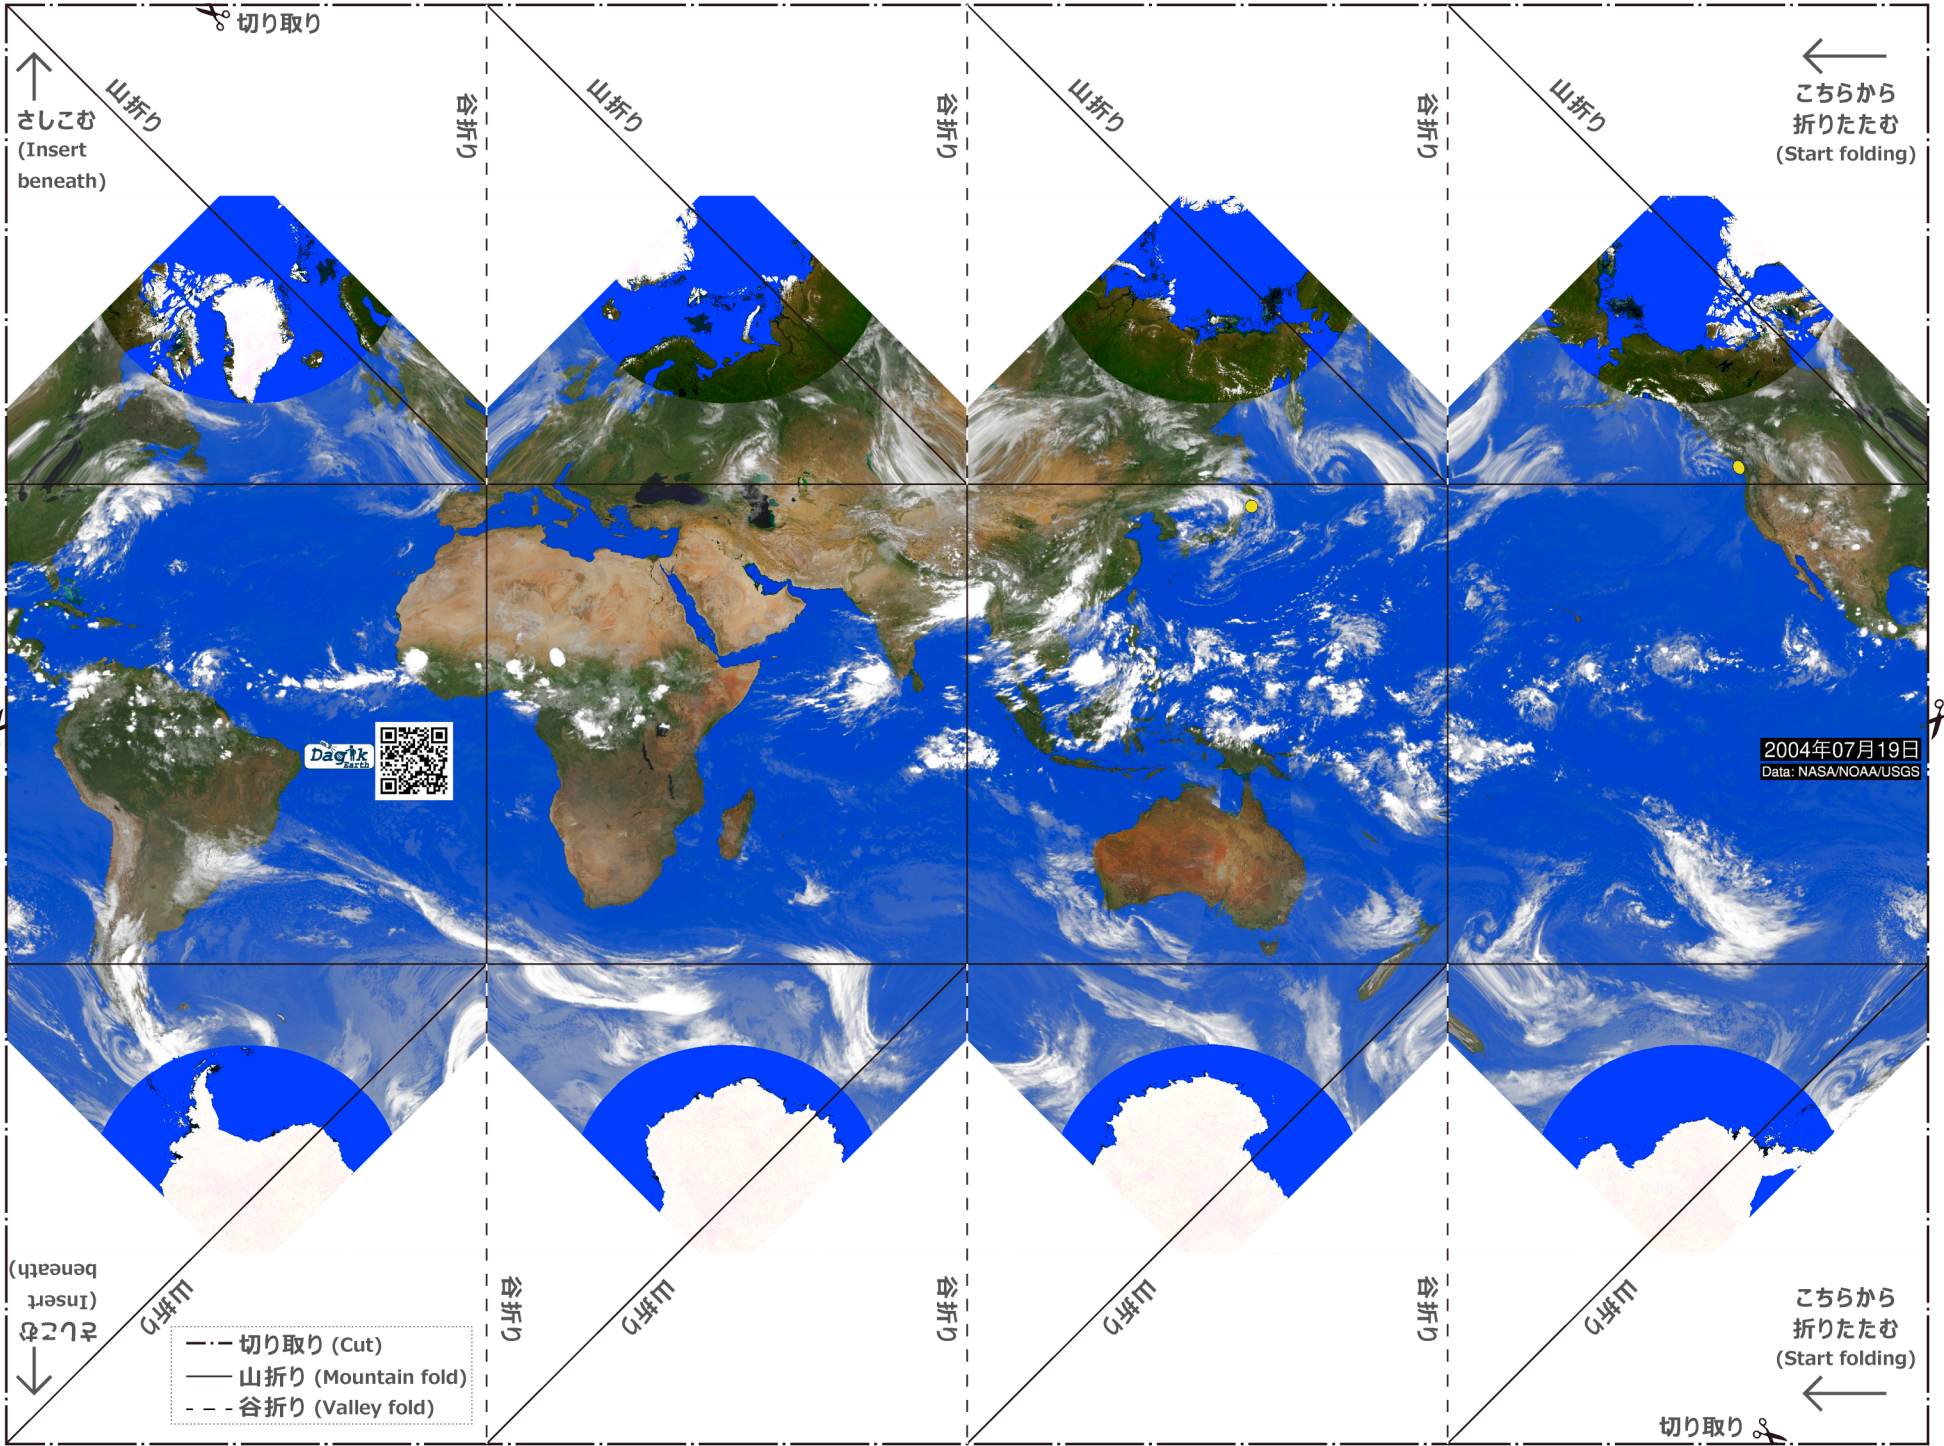 切り取り
山折り
谷折り
山折り
谷折り
山折り
谷折り
山折り
さしこむ
(Insert
beneath)
こちらから
折りたたむ
(Start folding)
Dagik
Earth
2004年07月19日
Data: NASA/NOAA/USGS
さしこむ
(Insert
beneath)
山折り
谷折り
山折り
谷折り
山折り
谷折り
山折り
こちらから
折りたたむ
(Start folding)
切り取り (Cut)
山折り (Mountain fold)
谷折り (Valley fold)
切り取り